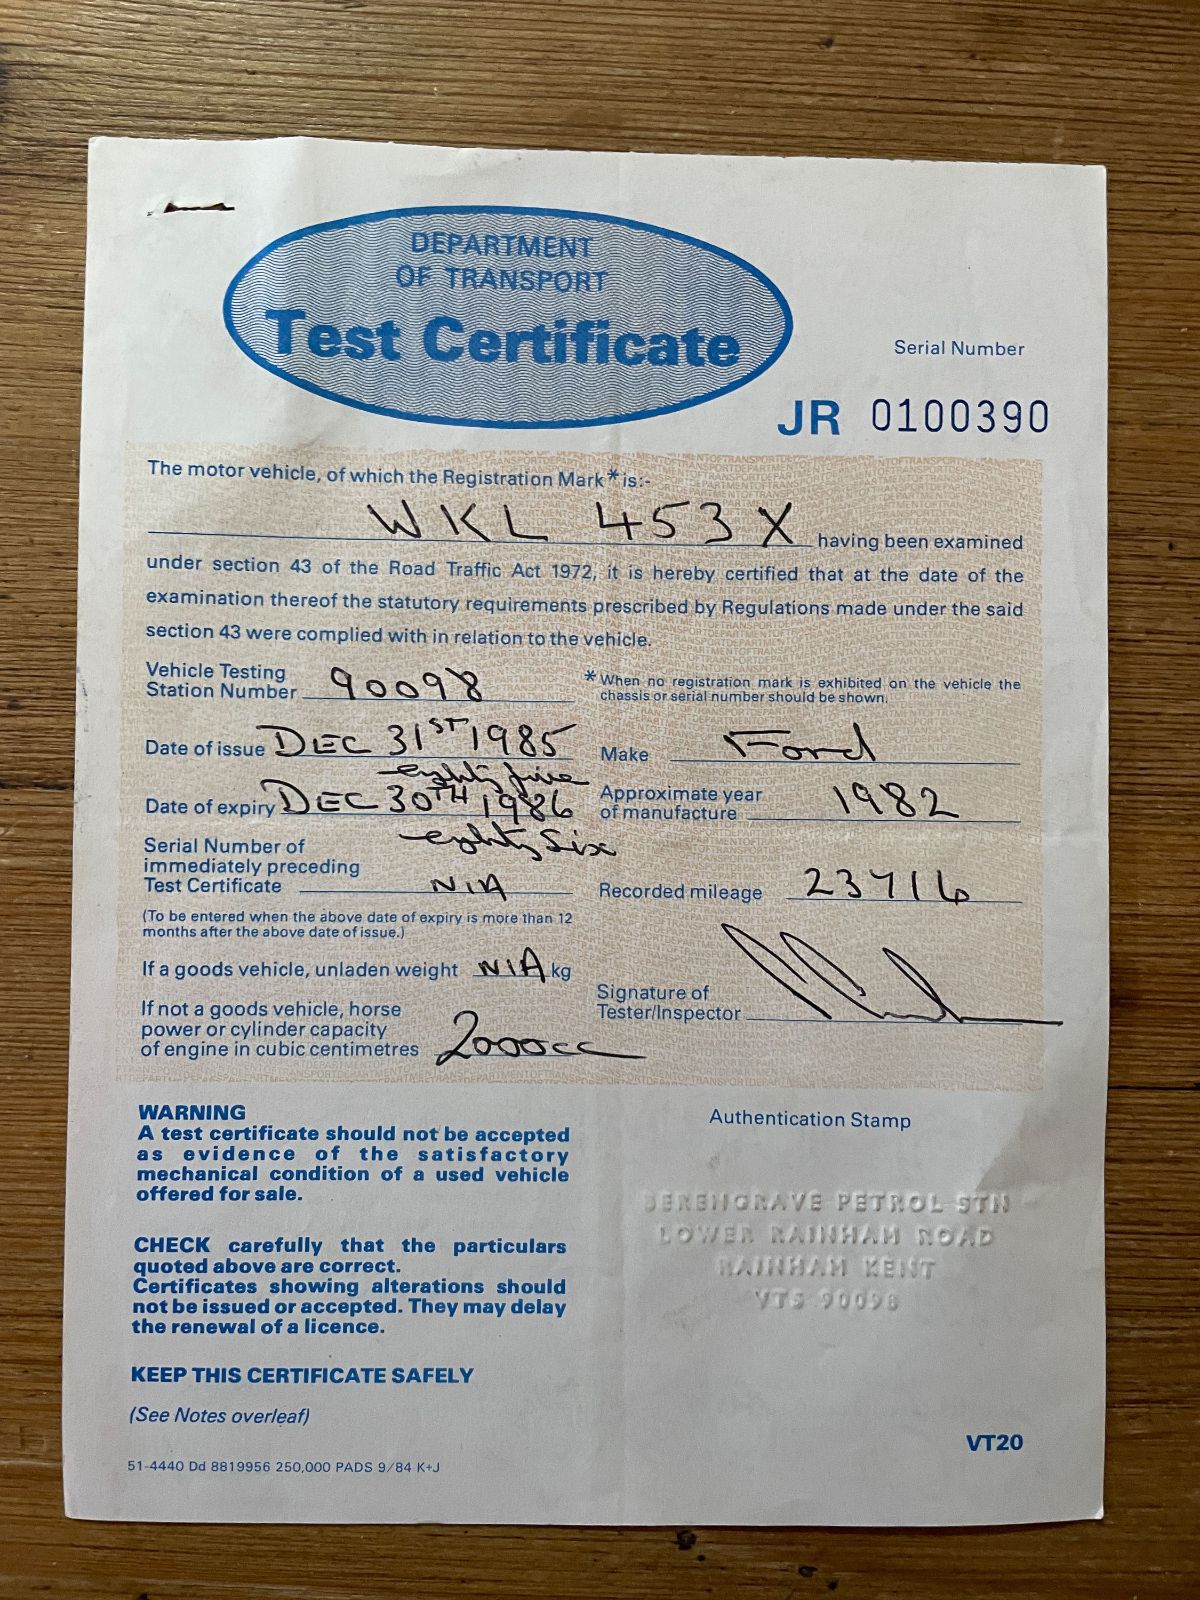 DEPARTMENT
OF TRANSPORT
Test Certificate
Serial Number
JR 0100390
The motor vehicle, of which the Registration Mark * is:-
WKL 453 X having been examined
under section 43 of the Road Traffic Act 1972, it is hereby certified that at the date of the
examination thereof the statutory requirements prescribed by Regulations made under the said
section 43 were complied with in relation to the vehicle.
Vehicle Testing
Station Number 90098
* When no registration mark is exhibited on the vehicle the
chassis or serial number should be shown.
Date of issue DEC 31ST 1985
eighty five
Make Ford
Date of expiry DEC 30TH 1986
eighty Six
Approximate year
of manufacture 1982
Serial Number of
immediately preceding
Test Certificate N/A
Recorded mileage 23716
(To be entered when the above date of expiry is more than 12
months after the above date of issue.)
If a goods vehicle, unladen weight N/A kg
Signature of
Tester/Inspector
If not a goods vehicle, horse
power or cylinder capacity
of engine in cubic centimetres 2000cc
WARNING
A test certificate should not be accepted
as evidence of the satisfactory
mechanical condition of a used vehicle
offered for sale.
CHECK carefully that the particulars
quoted above are correct.
Certificates showing alterations should
not be issued or accepted. They may delay
the renewal of a licence.
KEEP THIS CERTIFICATE SAFELY
(See Notes overleaf)
51-4440 Dd 8819956 250,000 PADS 9/84 K+J
Authentication Stamp
BERENGRAVE PETROL STN
LOWER RAINHAM ROAD
RAINHAM KENT
VTS 90098
VT20